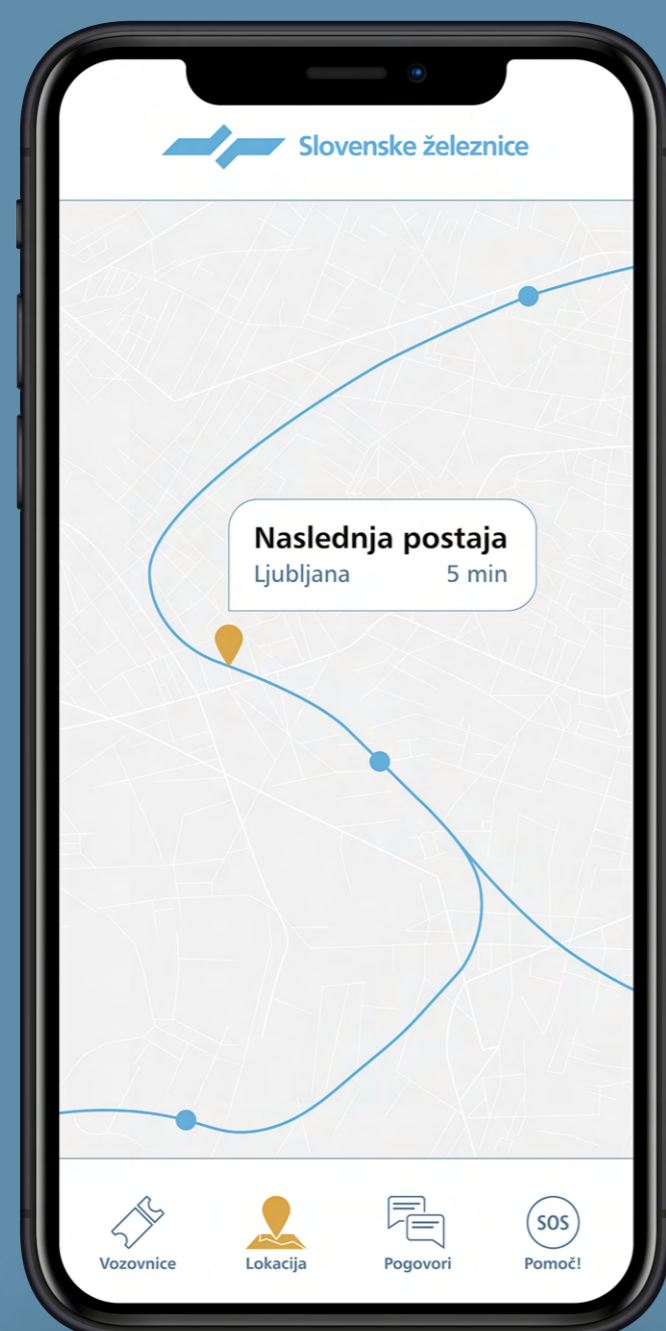 Slovenske železnice
Naslednja postaja
Ljubljana 5 min
SOS
Vozovnice Lokacija Pogovori Pomoč!